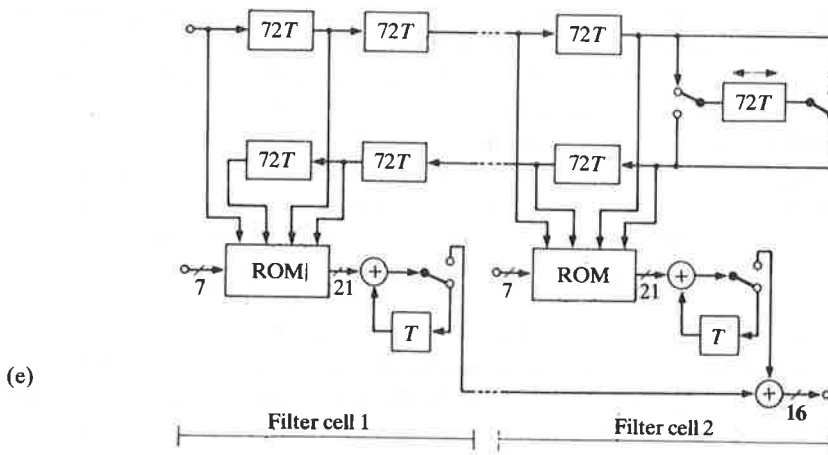 72T 72T 72T
72T
72T 72T 72T
ROM ROM
7 21 7 21
T T
(e)
16
Filter cell 1 Filter cell 2